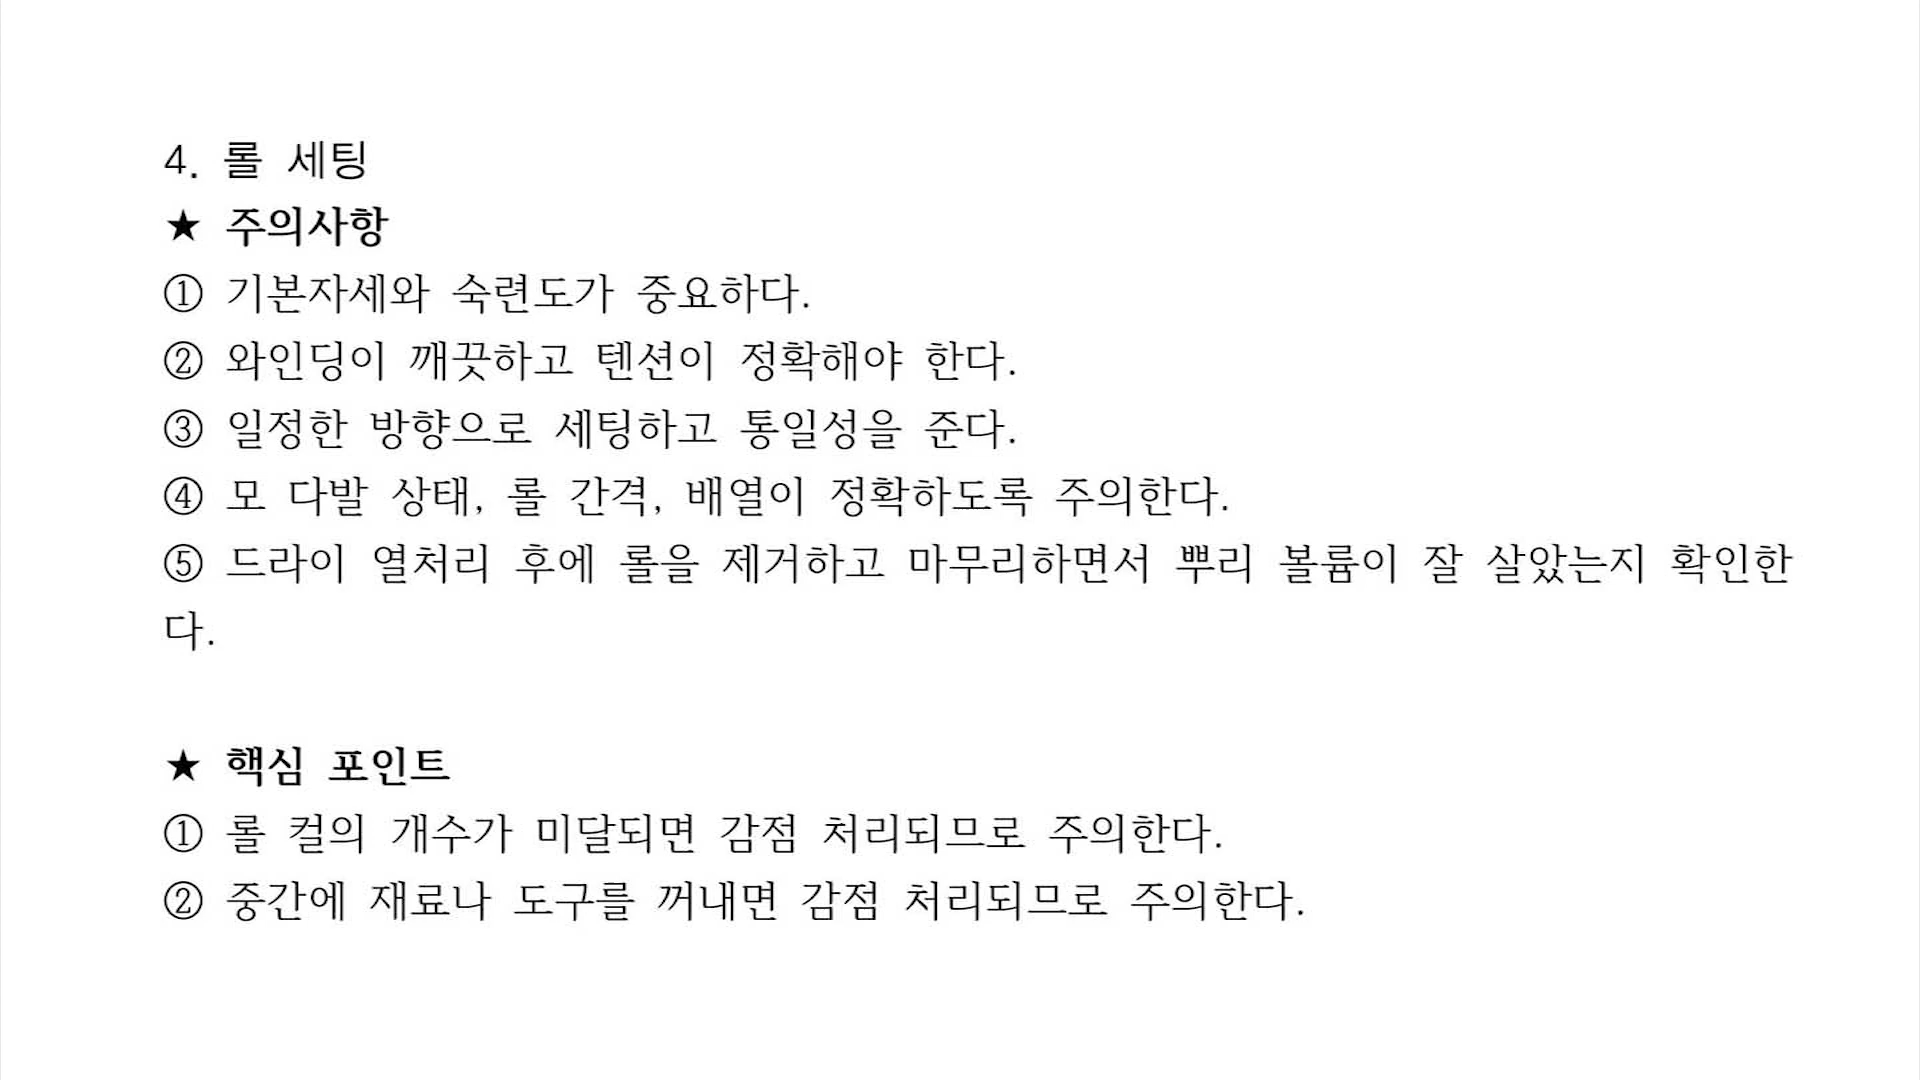 4. 롤 세팅
★ 주의사항
① 기본자세와 숙련도가 중요하다.
② 와인딩이 깨끗하고 텐션이 정확해야 한다.
③ 일정한 방향으로 세팅하고 통일성을 준다.
④ 모 다발 상태, 롤 간격, 배열이 정확하도록 주의한다.
⑤ 드라이 열처리 후에 롤을 제거하고 마무리하면서 뿌리 볼륨이 잘 살았는지 확인한
다.
★ 핵심 포인트
① 롤 컬의 개수가 미달되면 감점 처리되므로 주의한다.
② 중간에 재료나 도구를 꺼내면 감점 처리되므로 주의한다.